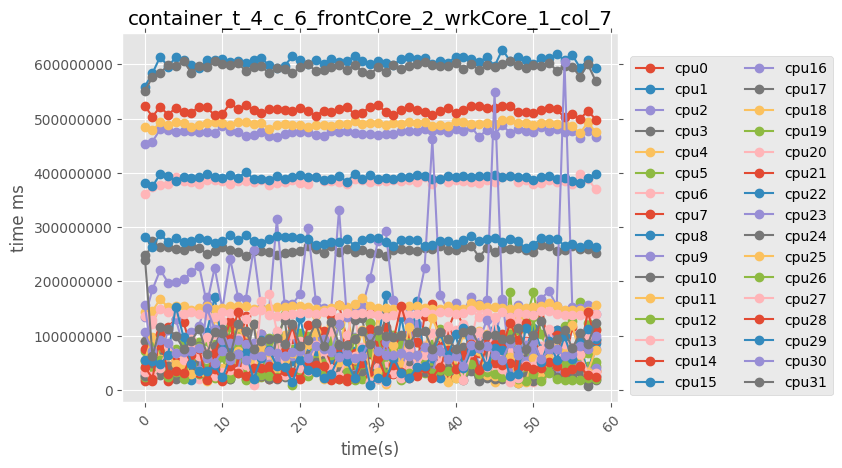 container_t_4_c_6_frontCore_2_wrkCore_1_col_7
600000000
500000000
400000000
300000000
200000000
100000000
0
time ms
0
10
20
30
40
50
60
time(s)
cpu0
cpu1
cpu2
cpu3
cpu4
cpu5
cpu6
cpu7
cpu8
cpu9
cpu10
cpu11
cpu12
cpu13
cpu14
cpu15
cpu16
cpu17
cpu18
cpu19
cpu20
cpu21
cpu22
cpu23
cpu24
cpu25
cpu26
cpu27
cpu28
cpu29
cpu30
cpu31